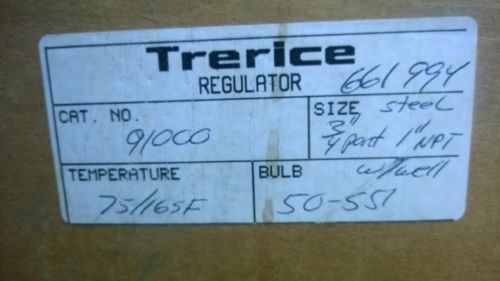 Trerice
REGULATOR 661994
CAT. NO. 91000
SIZE steel
3/4" port 1" NPT
w/well
TEMPERATURE 75/165F
BULB 50-551